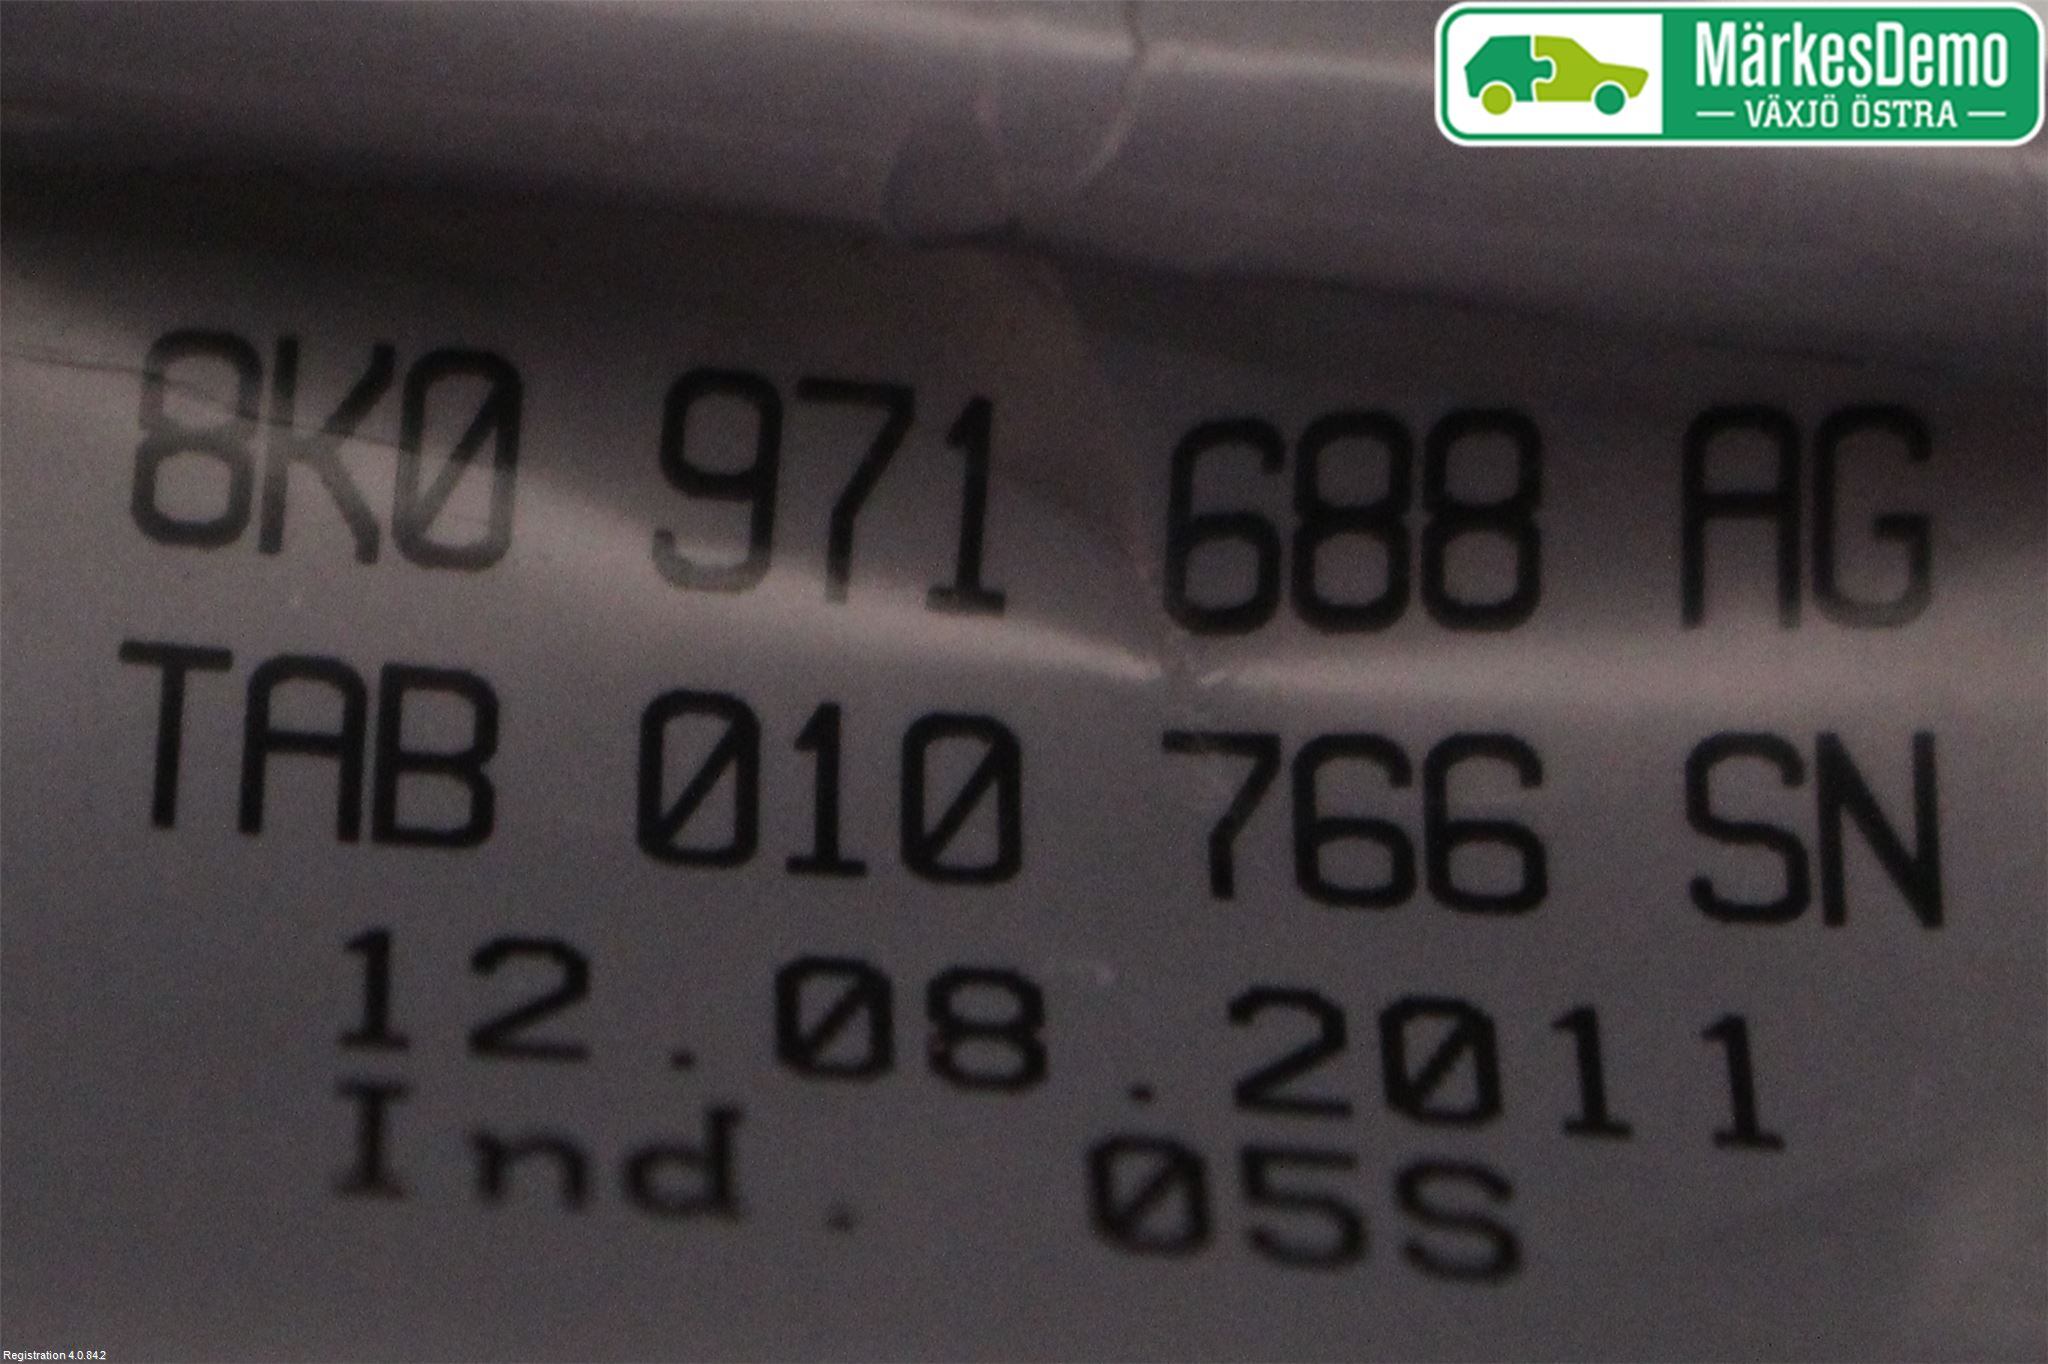 MärkesDemo
— VÄXJÖ ÖSTRA —
8K0 971 688 AG
TAB 010 766 SN
12.08.2011
Ind. 05S
Registration 4.0.84.2